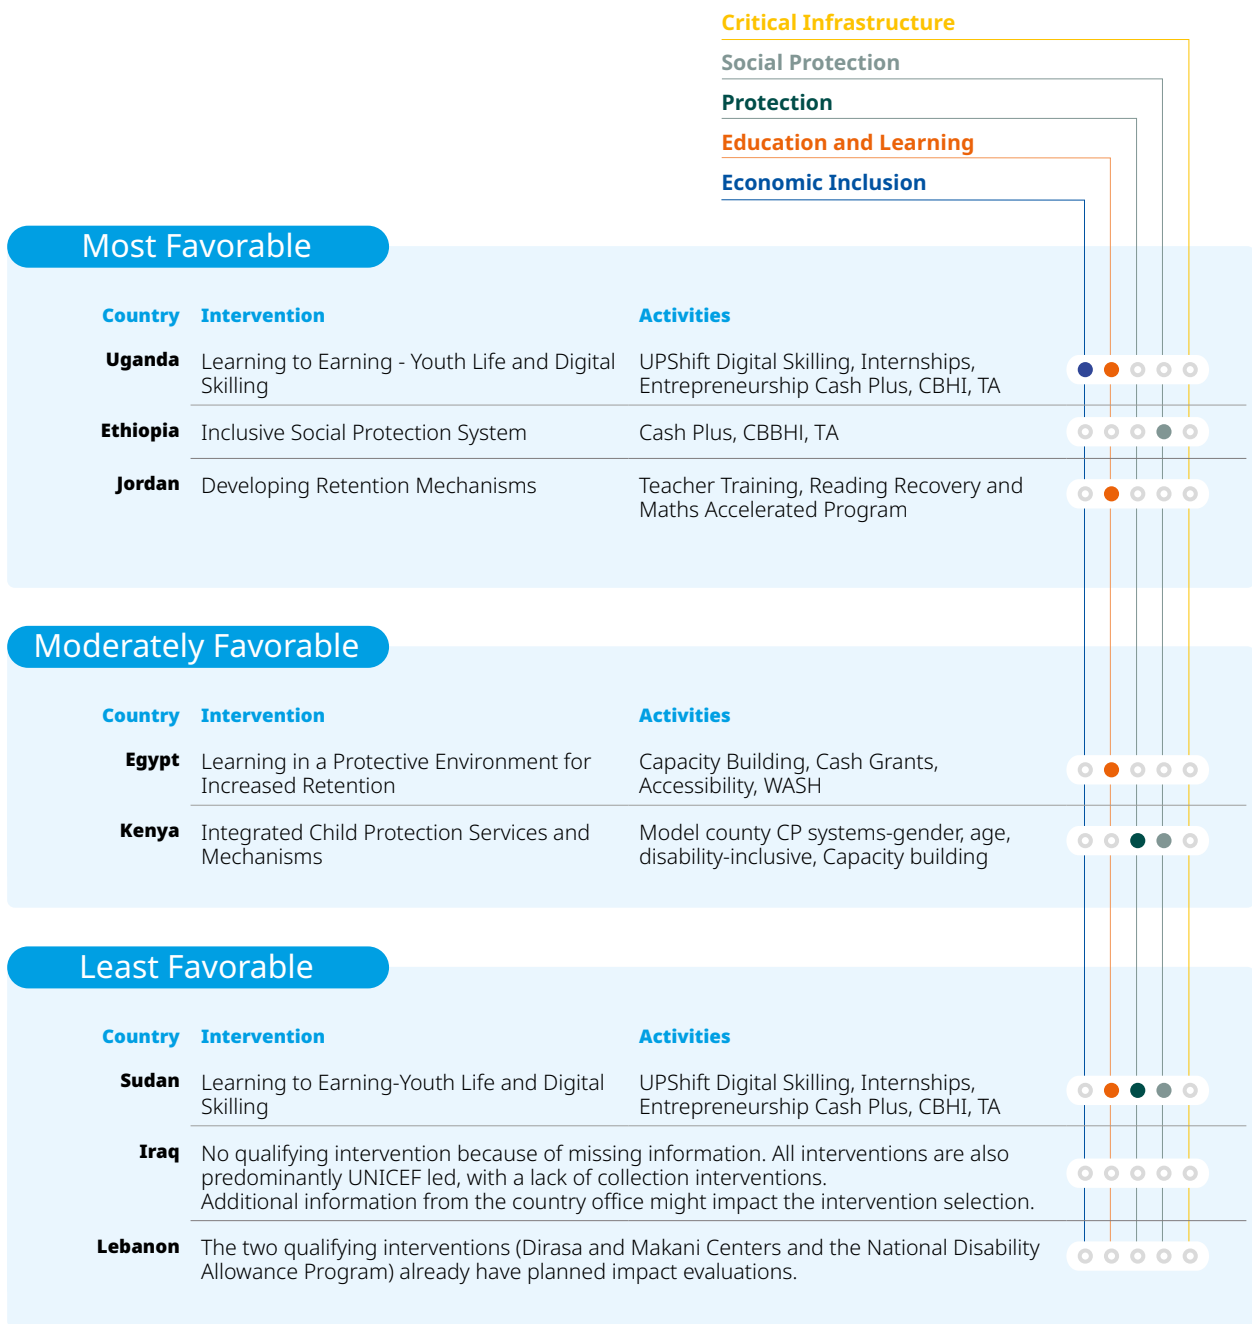 Critical Infrastructure
Social Protection
Protection
Education and Learning
Economic Inclusion
Most Favorable
Country Intervention Activities
Uganda Learning to Earning - Youth Life and Digital UPShift Digital Skilling, Internships,
Skilling Entrepreneurship Cash Plus, CBHI, TA
Ethiopia Inclusive Social Protection System Cash Plus, CBBHI, TA
Jordan Developing Retention Mechanisms Teacher Training, Reading Recovery and
Maths Accelerated Program
Moderately Favorable
Country Intervention Activities
Egypt Learning in a Protective Environment for Capacity Building, Cash Grants,
Increased Retention Accessibility, WASH
Kenya Integrated Child Protection Services and Model county CP systems-gender, age,
Mechanisms disability-inclusive, Capacity building
Least Favorable
Country Intervention Activities
Sudan Learning to Earning-Youth Life and Digital UPShift Digital Skilling, Internships,
Skilling Entrepreneurship Cash Plus, CBHI, TA
Iraq No qualifying intervention because of missing information. All interventions are also
predominantly UNICEF led, with a lack of collection interventions.
Additional information from the country office might impact the intervention selection.
Lebanon The two qualifying interventions (Dirasa and Makani Centers and the National Disability
Allowance Program) already have planned impact evaluations.